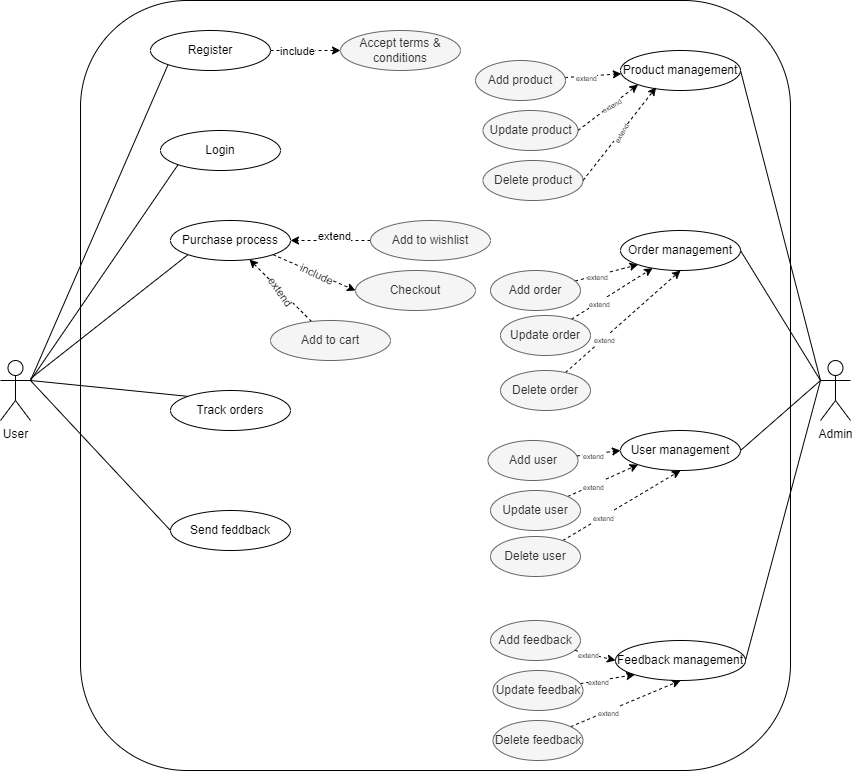 Register
include
Accept terms &
conditions
Login
Purchase process
extend
Add to wishlist
include
Checkout
extend
Add to cart
User
Track orders
Send feddback
Add product
extend
Product management
Update product
extend
Delete product
extend
Order management
Add order
extend
Update order
extend
Delete order
extend
Admin
User management
Add user
extend
Update user
extend
Delete user
extend
Add feedback
extend
Feedback management
Update feedbak
extend
Delete feedback
extend